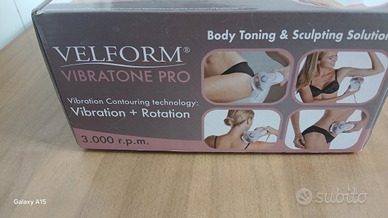 Body Toning & Sculpting Solution
VELFORM®
VIBRATONE PRO
Vibration Contouring technology:
Vibration + Rotation
3.000 r.p.m.
Galaxy A15
subito